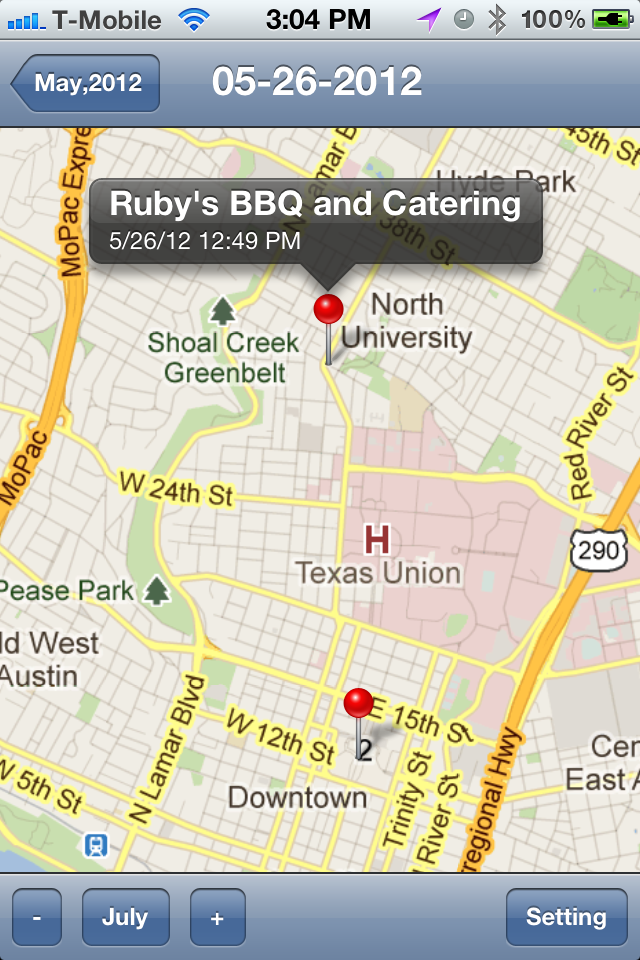 T-Mobile 3:04 PM 100%
May,2012 05-26-2012
45th St
MoPac Expre
N Lamar B
Hyde Park
Ruby's BBQ and Catering
5/26/12 12:49 PM
38th St
North
University
Shoal Creek
Greenbelt
Red River St
MoPac
W 24th St
H
Texas Union
290
Pease Park
ld West
Austin
E 15th St
W 12th St
2
N Lamar Blvd
Cen
East A
W 5th St
Downtown
Trinity St
River St
regional Hwy
- July + Setting